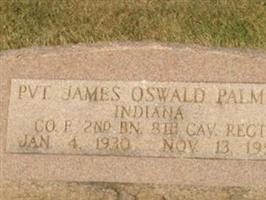 PVT. JAMES OSWALD PALM
INDIANA
CO. F. 2ND BN. 8TH CAV. REGT
JAN. 4, 1930 NOV. 13, 19